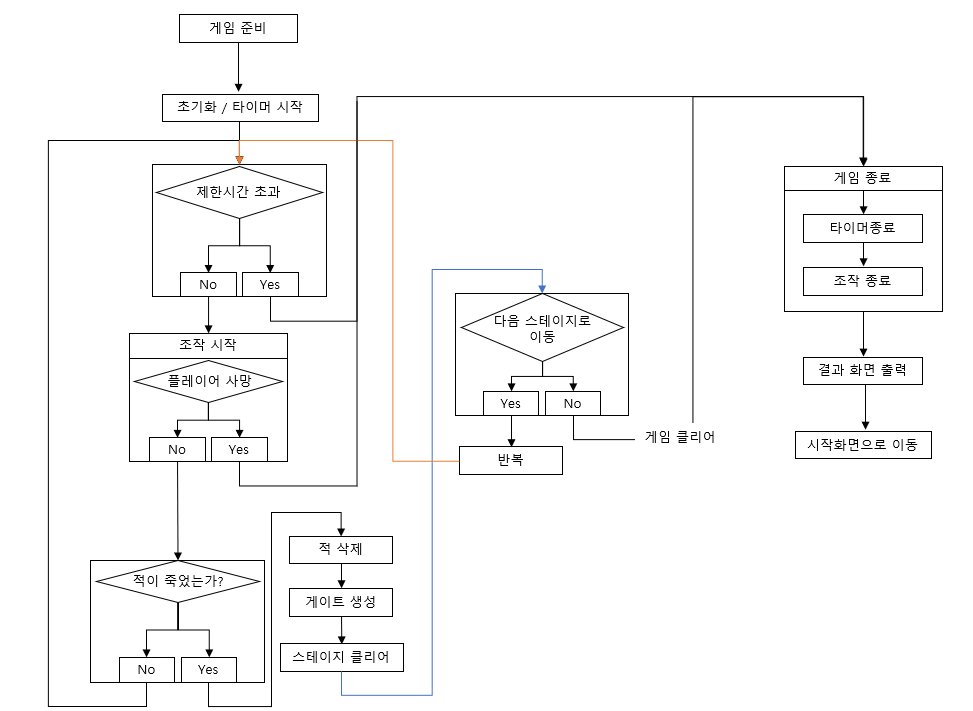 게임 준비
초기화 / 타이머 시작
제한시간 초과
No
Yes
조작 시작
플레이어 사망
No
Yes
적이 죽었는가?
No
Yes
적 삭제
게이트 생성
스테이지 클리어
다음 스테이지로
이동
Yes
No
반복
게임 클리어
게임 종료
타이머종료
조작 종료
결과 화면 출력
시작화면으로 이동